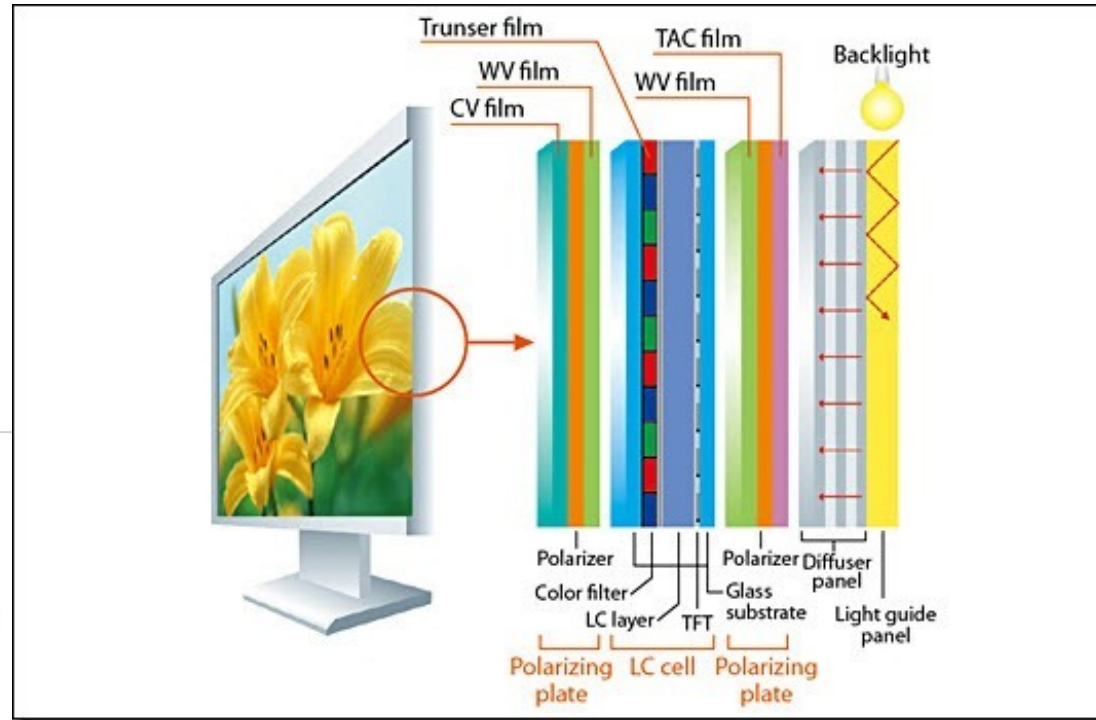 Trunser film
TAC film
Backlight
WV film
WV film
CV film
Polarizer
Polarizer
Diffuser
panel
Color filter
Glass
substrate
LC layer
TFT
Light guide
panel
Polarizing
plate
LC cell
Polarizing
plate